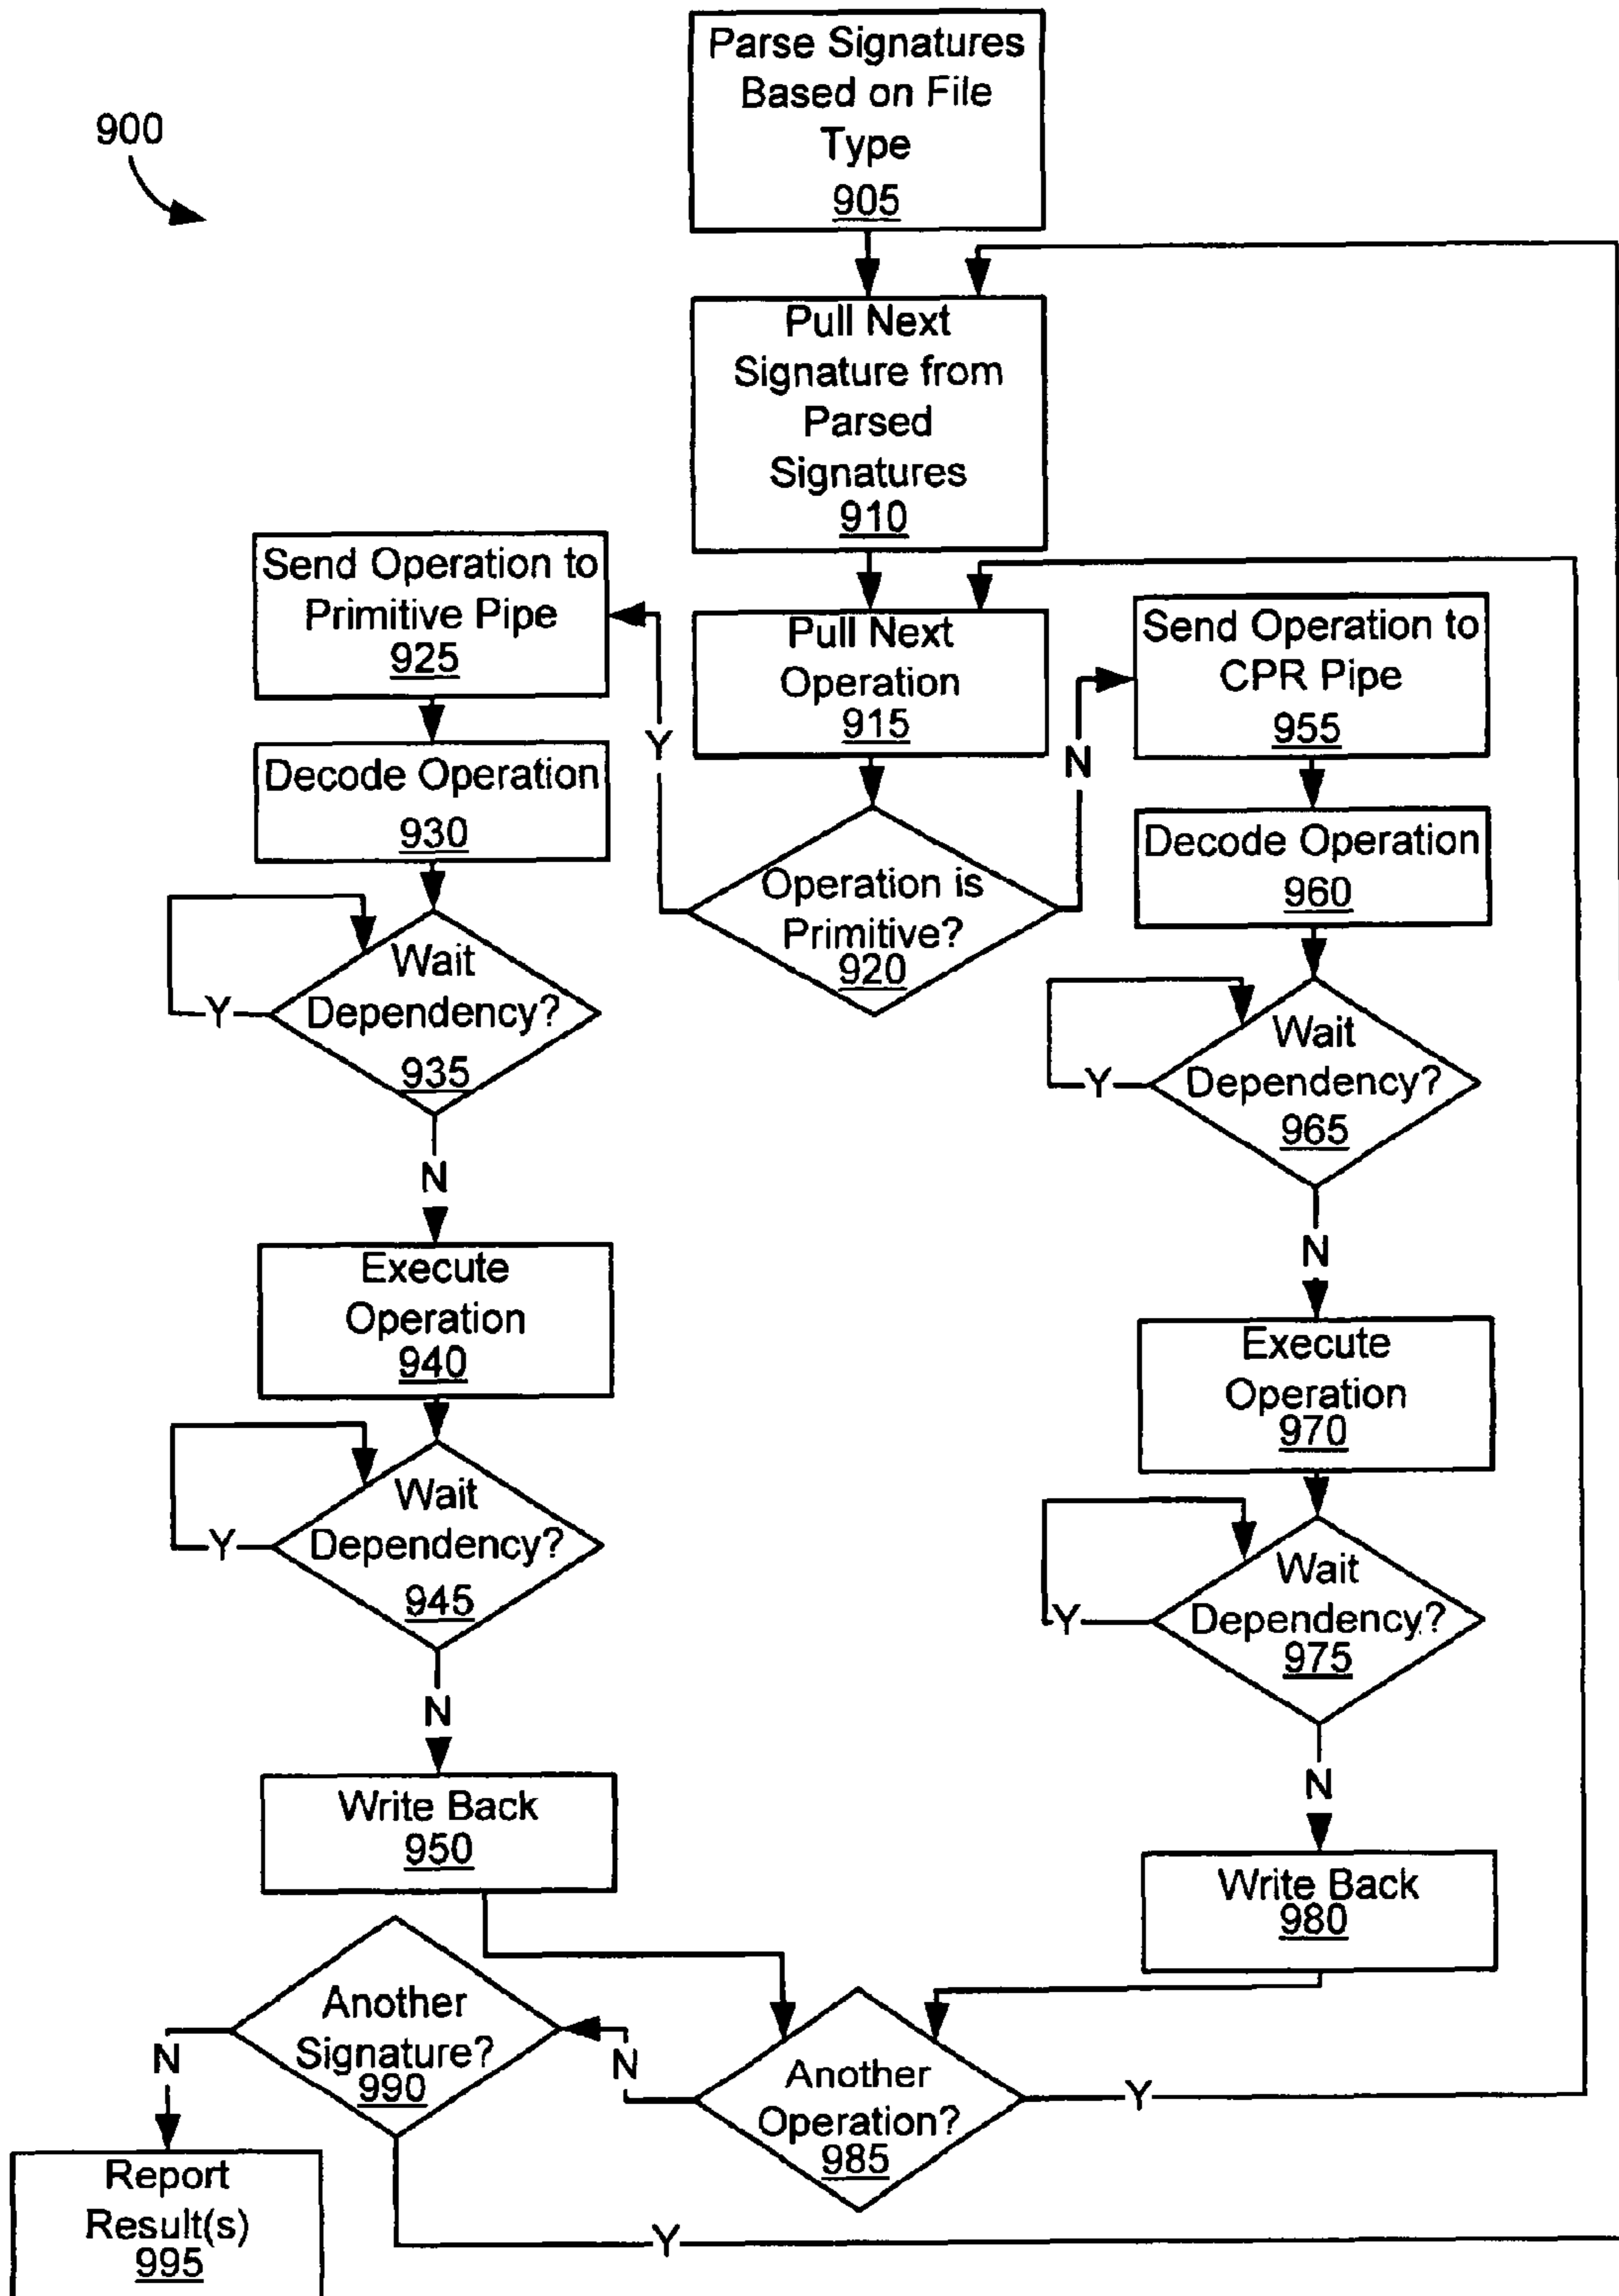 Parse Signatures
Based on File
Type
905
900
Pull Next
Signature from
Parsed
Signatures
910
Send Operation to
Primitive Pipe
925
Pull Next
Operation
915
Send Operation to
CPR Pipe
955
Y
N
Decode Operation
930
Operation is
Primitive?
920
Decode Operation
960
Wait
Dependency?
935
Y
N
Wait
Dependency?
965
Y
N
Execute
Operation
940
Execute
Operation
970
Wait
Dependency?
945
Y
N
Wait
Dependency?
975
Y
N
Write Back
950
Write Back
980
Another
Signature?
990
N
N
Another
Operation?
985
Y
Report
Result(s)
995
Y